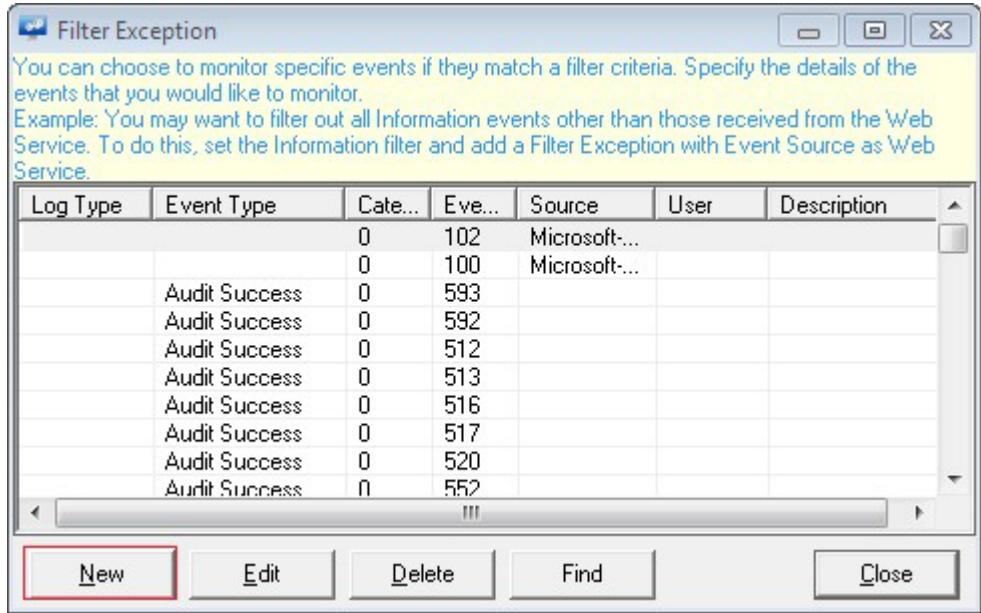 Filter Exception
You can choose to monitor specific events if they match a filter criteria. Specify the details of the
events that you would like to monitor.
Example: You may want to filter out all Information events other than those received from the Web
Service. To do this, set the Information filter and add a Filter Exception with Event Source as Web
Service.
Log Type Event Type Cate... Eve... Source User Description
0 102 Microsoft-...
0 100 Microsoft-...
Audit Success 0 593
Audit Success 0 592
Audit Success 0 512
Audit Success 0 513
Audit Success 0 516
Audit Success 0 517
Audit Success 0 520
Audit Success 0 552
New Edit Delete Find Close